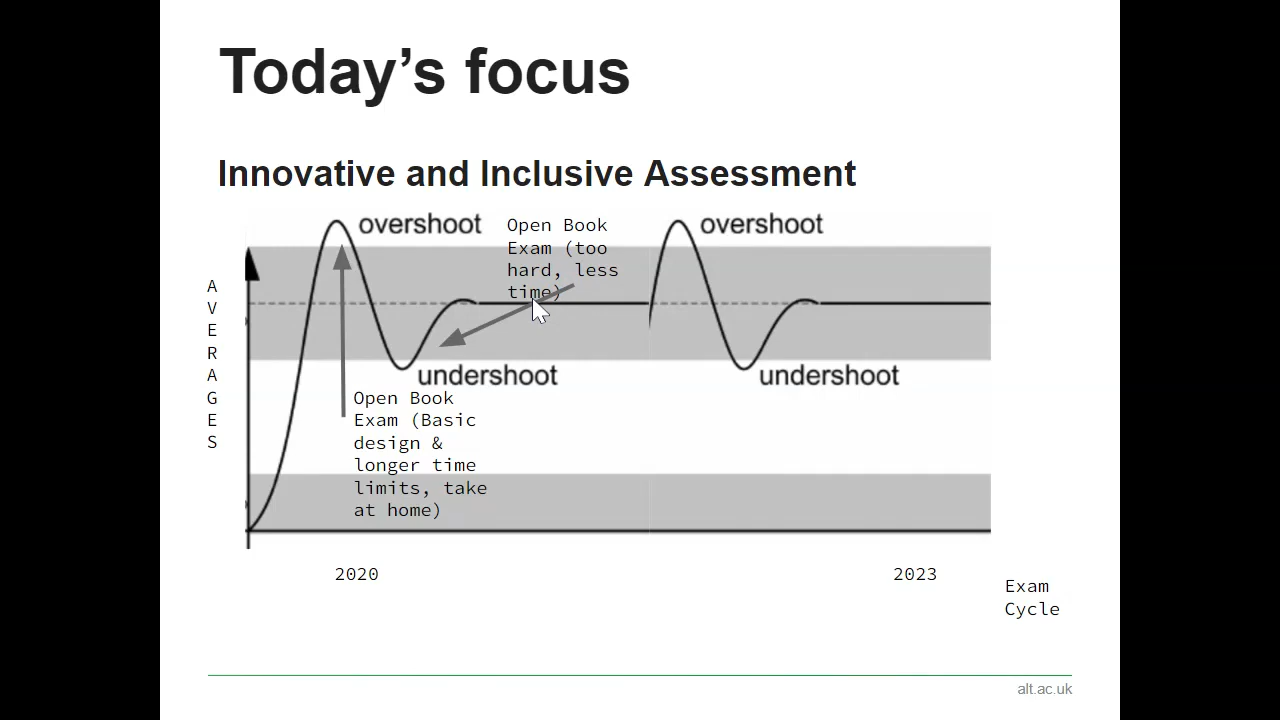 Today’s focus
Innovative and Inclusive Assessment
overshoot
Open Book
Exam (too
hard, less
time)
overshoot
A
V
E
R
A
G
E
S
undershoot
undershoot
Open Book
Exam (Basic
design &
longer time
limits, take
at home)
2020
2023
Exam
Cycle
alt.ac.uk